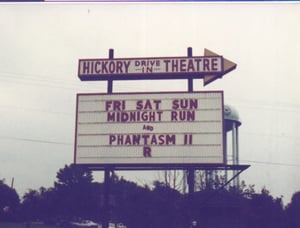 HICKORY DRIVE IN THEATRE
FRI SAT SUN
MIDNIGHT RUN
AND
PHANTASM II
R